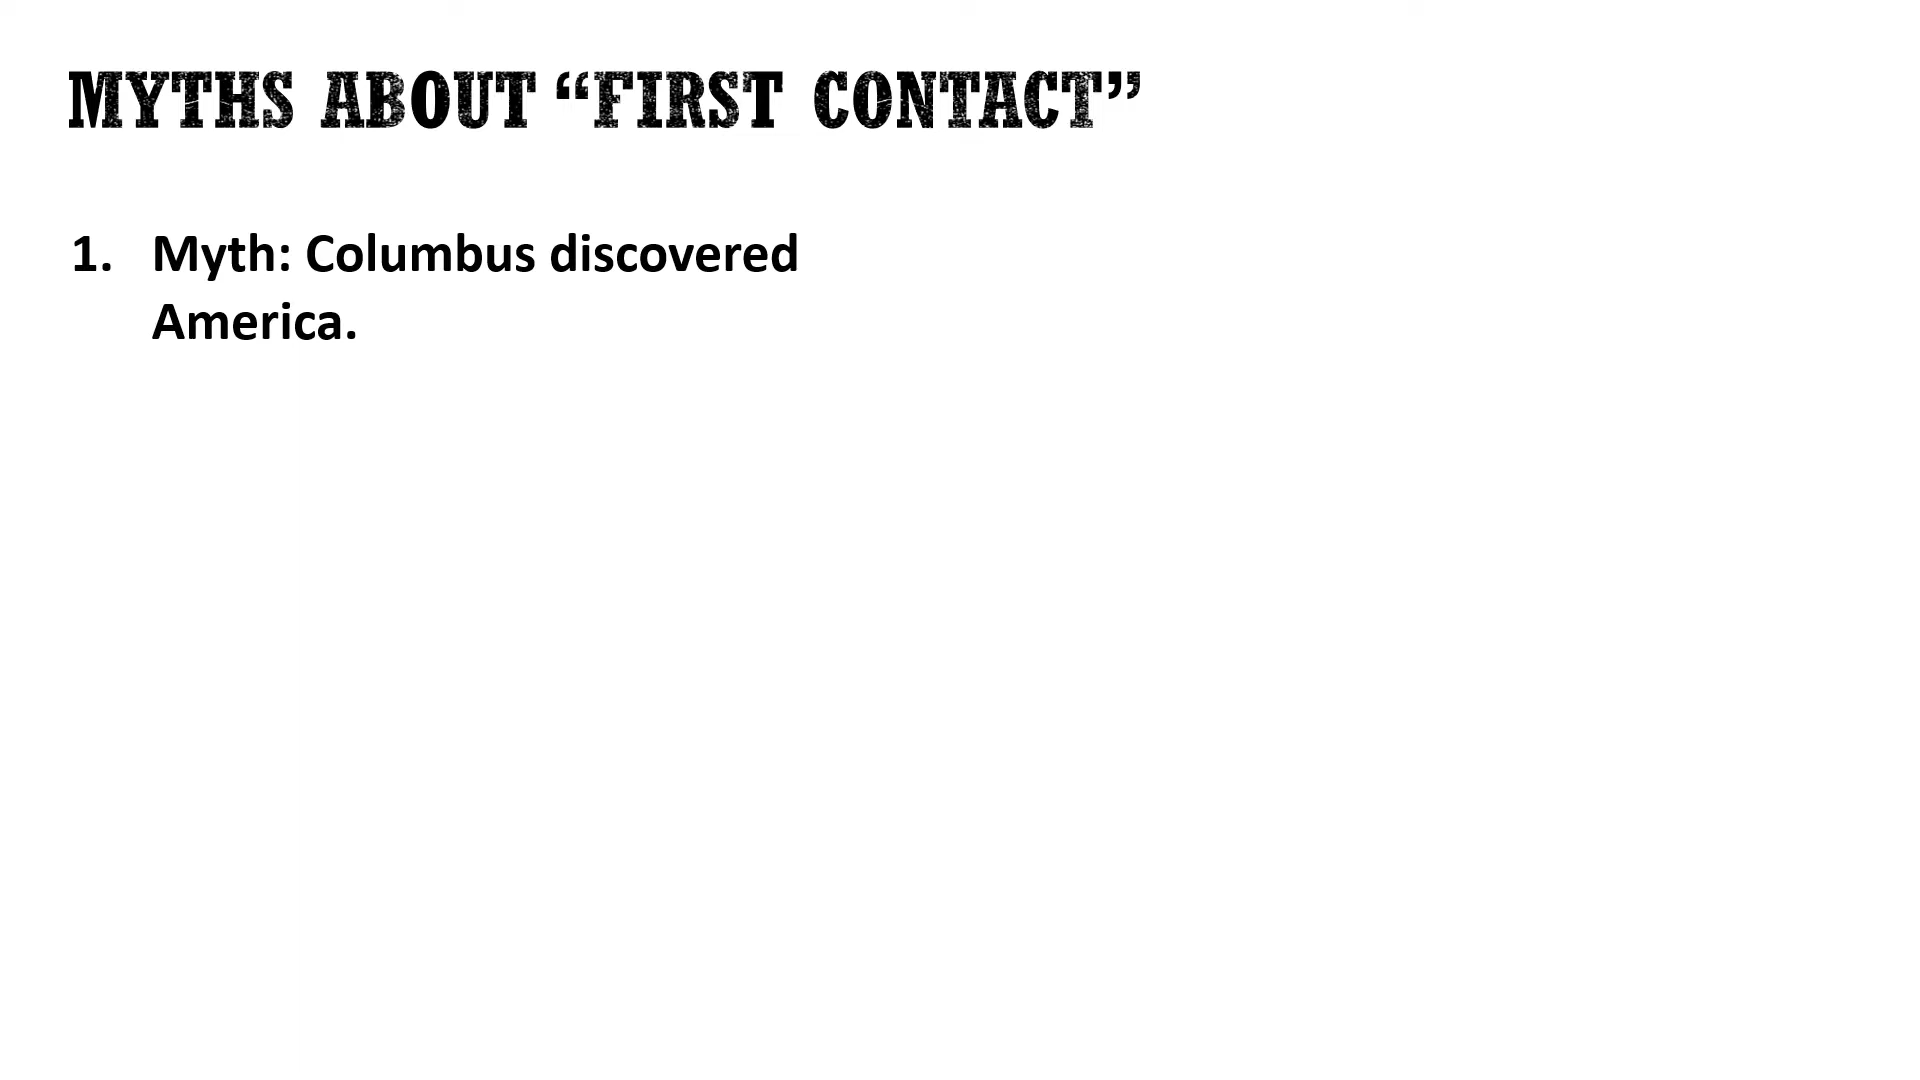 MYTHS ABOUT “FIRST CONTACT”
1. Myth: Columbus discovered
America.